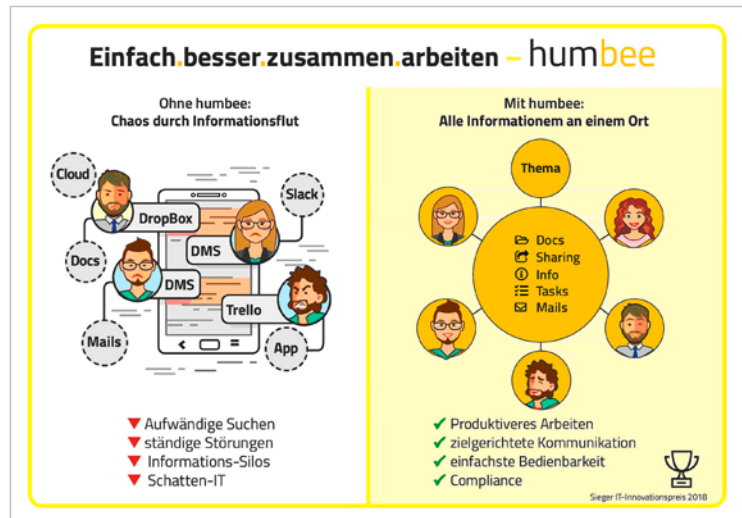 Einfach.besser.zusammen.arbeiten – humbee
Ohne humbee:
Chaos durch Informationsflut
Cloud
DropBox
Slack
Docs
DMS
DMS
Trello
Mails
App
Aufwändige Suchen
ständige Störungen
Informations-Silos
Schatten-IT
Mit humbee:
Alle Informationem an einem Ort
Thema
Docs
Sharing
Info
Tasks
Mails
Produktiveres Arbeiten
zielgerichtete Kommunikation
einfachste Bedienbarkeit
Compliance
Sieger IT-Innovationspreis 2018